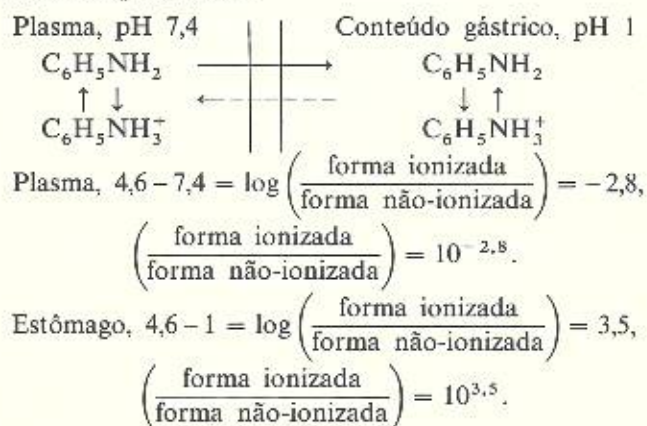 Plasma, pH 7,4 Conteúdo gástrico, pH 1
C₆H₅NH₂ → C₆H₅NH₂
↑ ↓ ← ↓ ↑
C₆H₅NH₃⁺ C₆H₅NH₃⁺
Plasma, 4,6 – 7,4 = log (forma ionizada / forma não-ionizada) = – 2,8,
(forma ionizada / forma não-ionizada) = 10⁻²,⁸.
Estômago, 4,6 – 1 = log (forma ionizada / forma não-ionizada) = 3,5,
(forma ionizada / forma não-ionizada) = 10³,⁵.